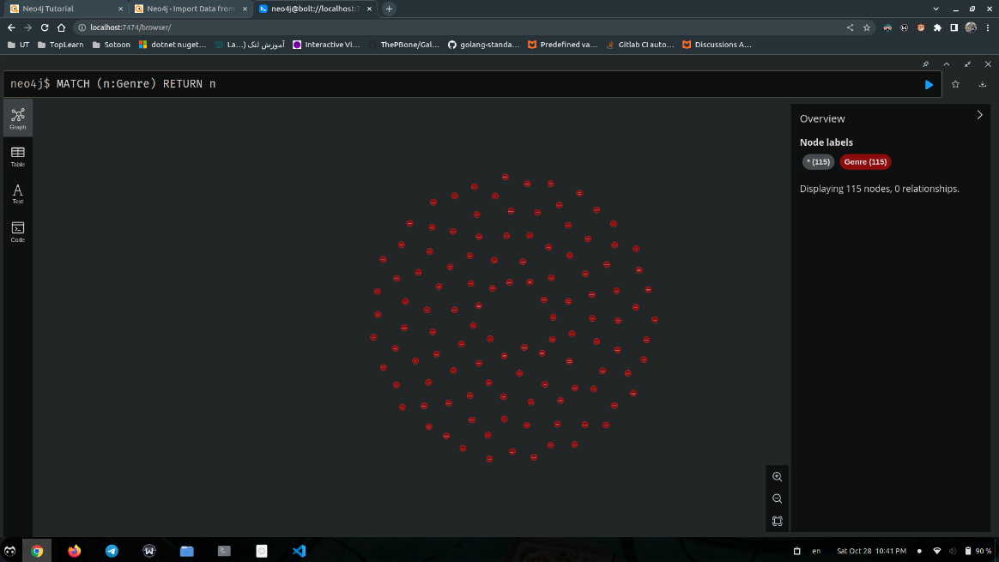 Neo4j Tutorial
Neo4j - Import Data from
neo4j@bolt://localhost:7
localhost:7474/browser/
UT
TopLearn
Sotoon
dotnet nuget...
آموزش لتک (...La
Interactive Vi...
ThePBone/Gal...
golang-standa...
Predefined va...
Gitlab CI auto...
Discussions A...
neo4j$ MATCH (n:Genre) RETURN n
Graph
Table
Text
Code
Overview
Node labels
* (115) Genre (115)
Displaying 115 nodes, 0 relationships.
en
Sat Oct 28 10:41 PM
90 %